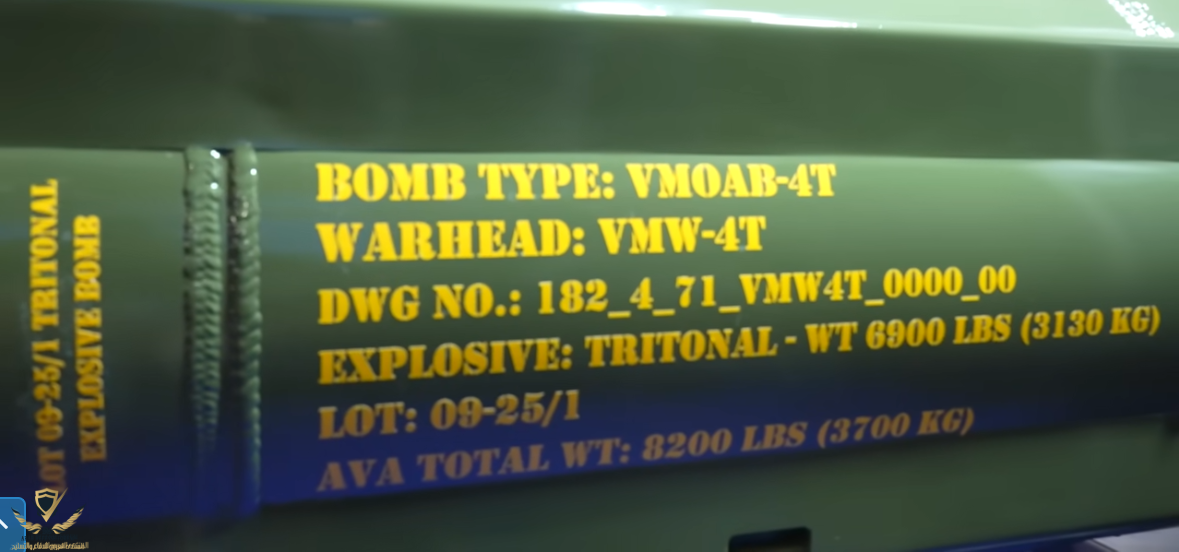 LOT 09-25/1 TRITONAL
EXPLOSIVE BOMB
BOMB TYPE: VMOAB-4T
WARHEAD: VMW-4T
DWG NO.: 182_4_71_VMW4T_0000_00
EXPLOSIVE: TRITONAL - WT 6900 LBS (3130 KG)
LOT: 09-25/1
AVA TOTAL WT: 8200 LBS (3700 KG)